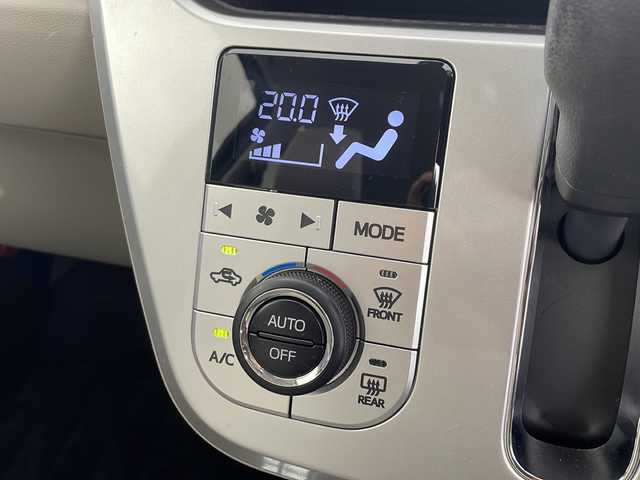 20.0
MODE
AUTO
OFF
FRONT
A/C
REAR